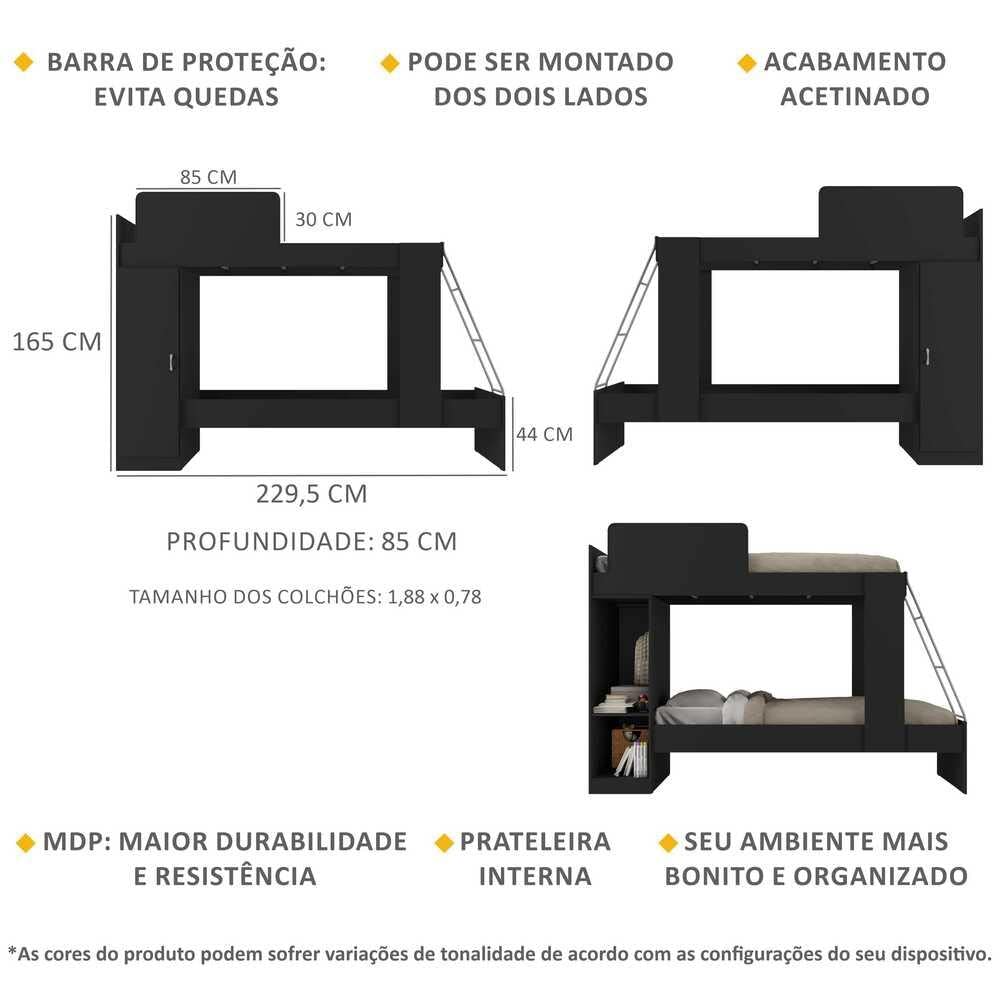 BARRA DE PROTEÇÃO:
EVITA QUEDAS
PODE SER MONTADO
DOS DOIS LADOS
ACABAMENTO
ACETINADO
85 CM
30 CM
165 CM
44 CM
229,5 CM
PROFUNDIDADE: 85 CM
TAMANHO DOS COLCHÕES: 1,88 x 0,78
MDP: MAIOR DURABILIDADE
E RESISTÊNCIA
PRATELEIRA
INTERNA
SEU AMBIENTE MAIS
BONITO E ORGANIZADO
*As cores do produto podem sofrer variações de tonalidade de acordo com as configurações do seu dispositivo.